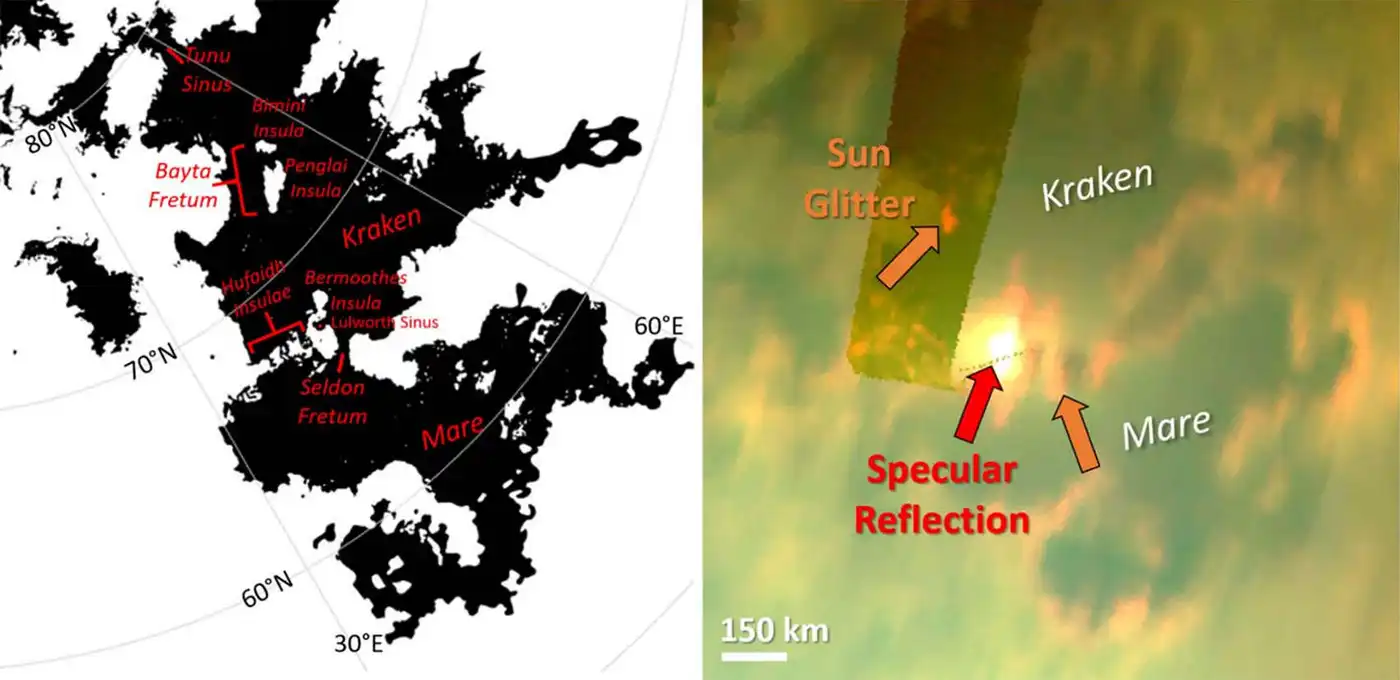 Tunu
Sinus
80°N
Bimini
Insula
Bayta
Fretum
Penglai
Insula
Kraken
Hufaidh
Insulae
Bermoothes
Insula
Lulworth Sinus
70°N
60°E
Seldon
Fretum
Mare
60°N
30°E
Sun
Glitter
Kraken
Mare
Specular
Reflection
150 km